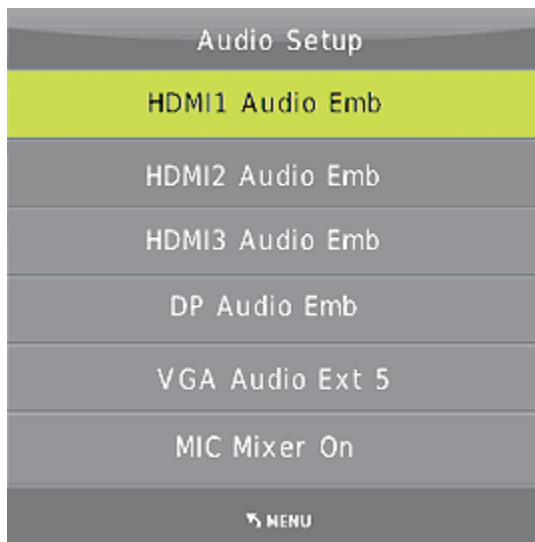 Audio Setup
HDMI1 Audio Emb
HDMI2 Audio Emb
HDMI3 Audio Emb
DP Audio Emb
VGA Audio Ext 5
MIC Mixer On
MENU